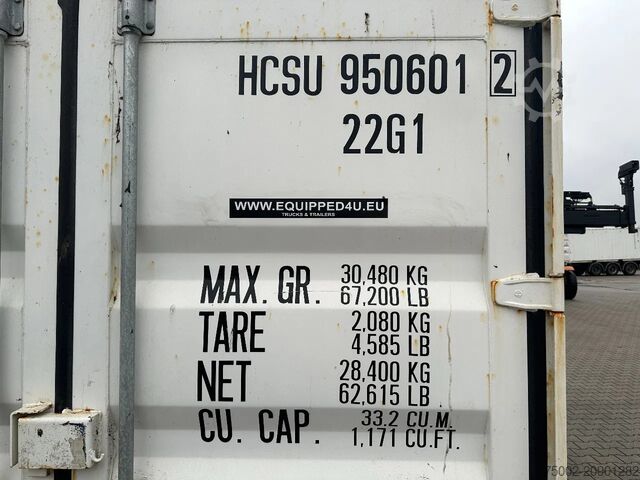 HCSU 950601 2
22G1
WWW.EQUIPPED4U.EU
TRUCKS & TRAILERS
MAX. GR. 30,480 KG
67,200 LB
TARE 2,080 KG
4,585 LB
NET 28,400 KG
62,615 LB
CU. CAP. 33.2 CU.M.
1,171 CU.FT.
75002-20001282